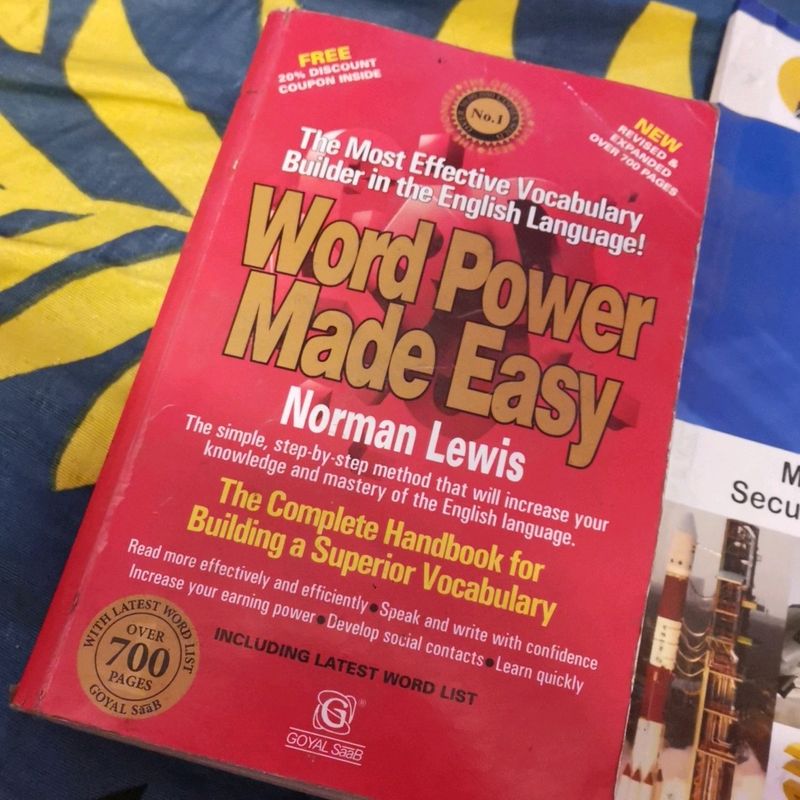 FREE
20% DISCOUNT
COUPON INSIDE
No.1
NEW
REVISED &
EXPANDED
OVER 700 PAGES
The Most Effective Vocabulary
Builder in the English Language!
Word Power
Made Easy
Norman Lewis
The simple, step-by-step method that will increase your
knowledge and mastery of the English language.
The Complete Handbook for
Building a Superior Vocabulary
Read more effectively and efficiently • Speak and write with confidence
Increase your earning power • Develop social contacts • Learn quickly
INCLUDING LATEST WORD LIST
WITH LATEST WORD LIST
OVER
700
PAGES
GOYAL SaaB
G
®
GOYAL SaaB
M
Secu